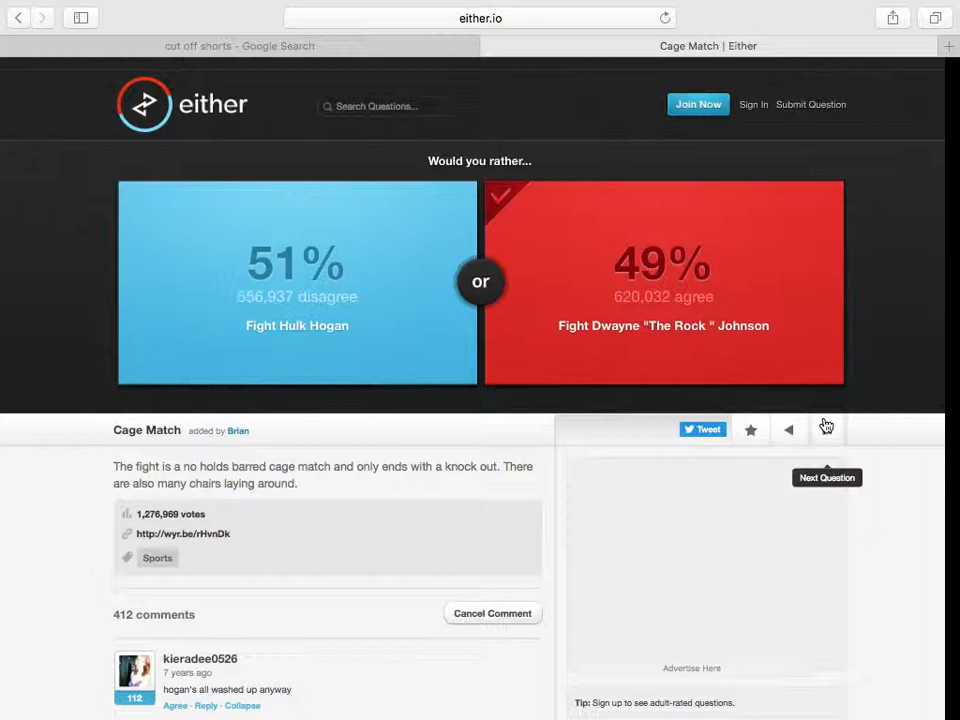 either.io
cut off shorts - Google Search
Cage Match | Either
either
Search Questions...
Join Now
Sign In
Submit Question
Would you rather...
51%
656,937 disagree
Fight Hulk Hogan
or
49%
620,032 agree
Fight Dwayne "The Rock " Johnson
Cage Match added by Brian
Tweet
Next Question
The fight is a no holds barred cage match and only ends with a knock out. There
are also many chairs laying around.
1,276,969 votes
http://wyr.be/rHvnDk
Sports
412 comments
Cancel Comment
kieradee0526
7 years ago
112
hogan's all washed up anyway
Agree · Reply · Collapse
Advertise Here
Tip: Sign up to see adult-rated questions.